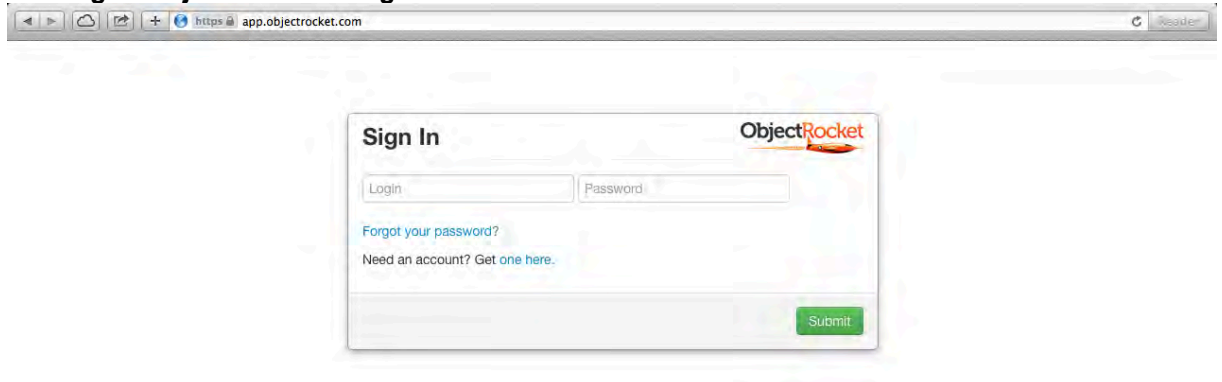 https app.objectrocket.com
Reader
Sign In
ObjectRocket
Login
Password
Forgot your password?
Need an account? Get one here.
Submit